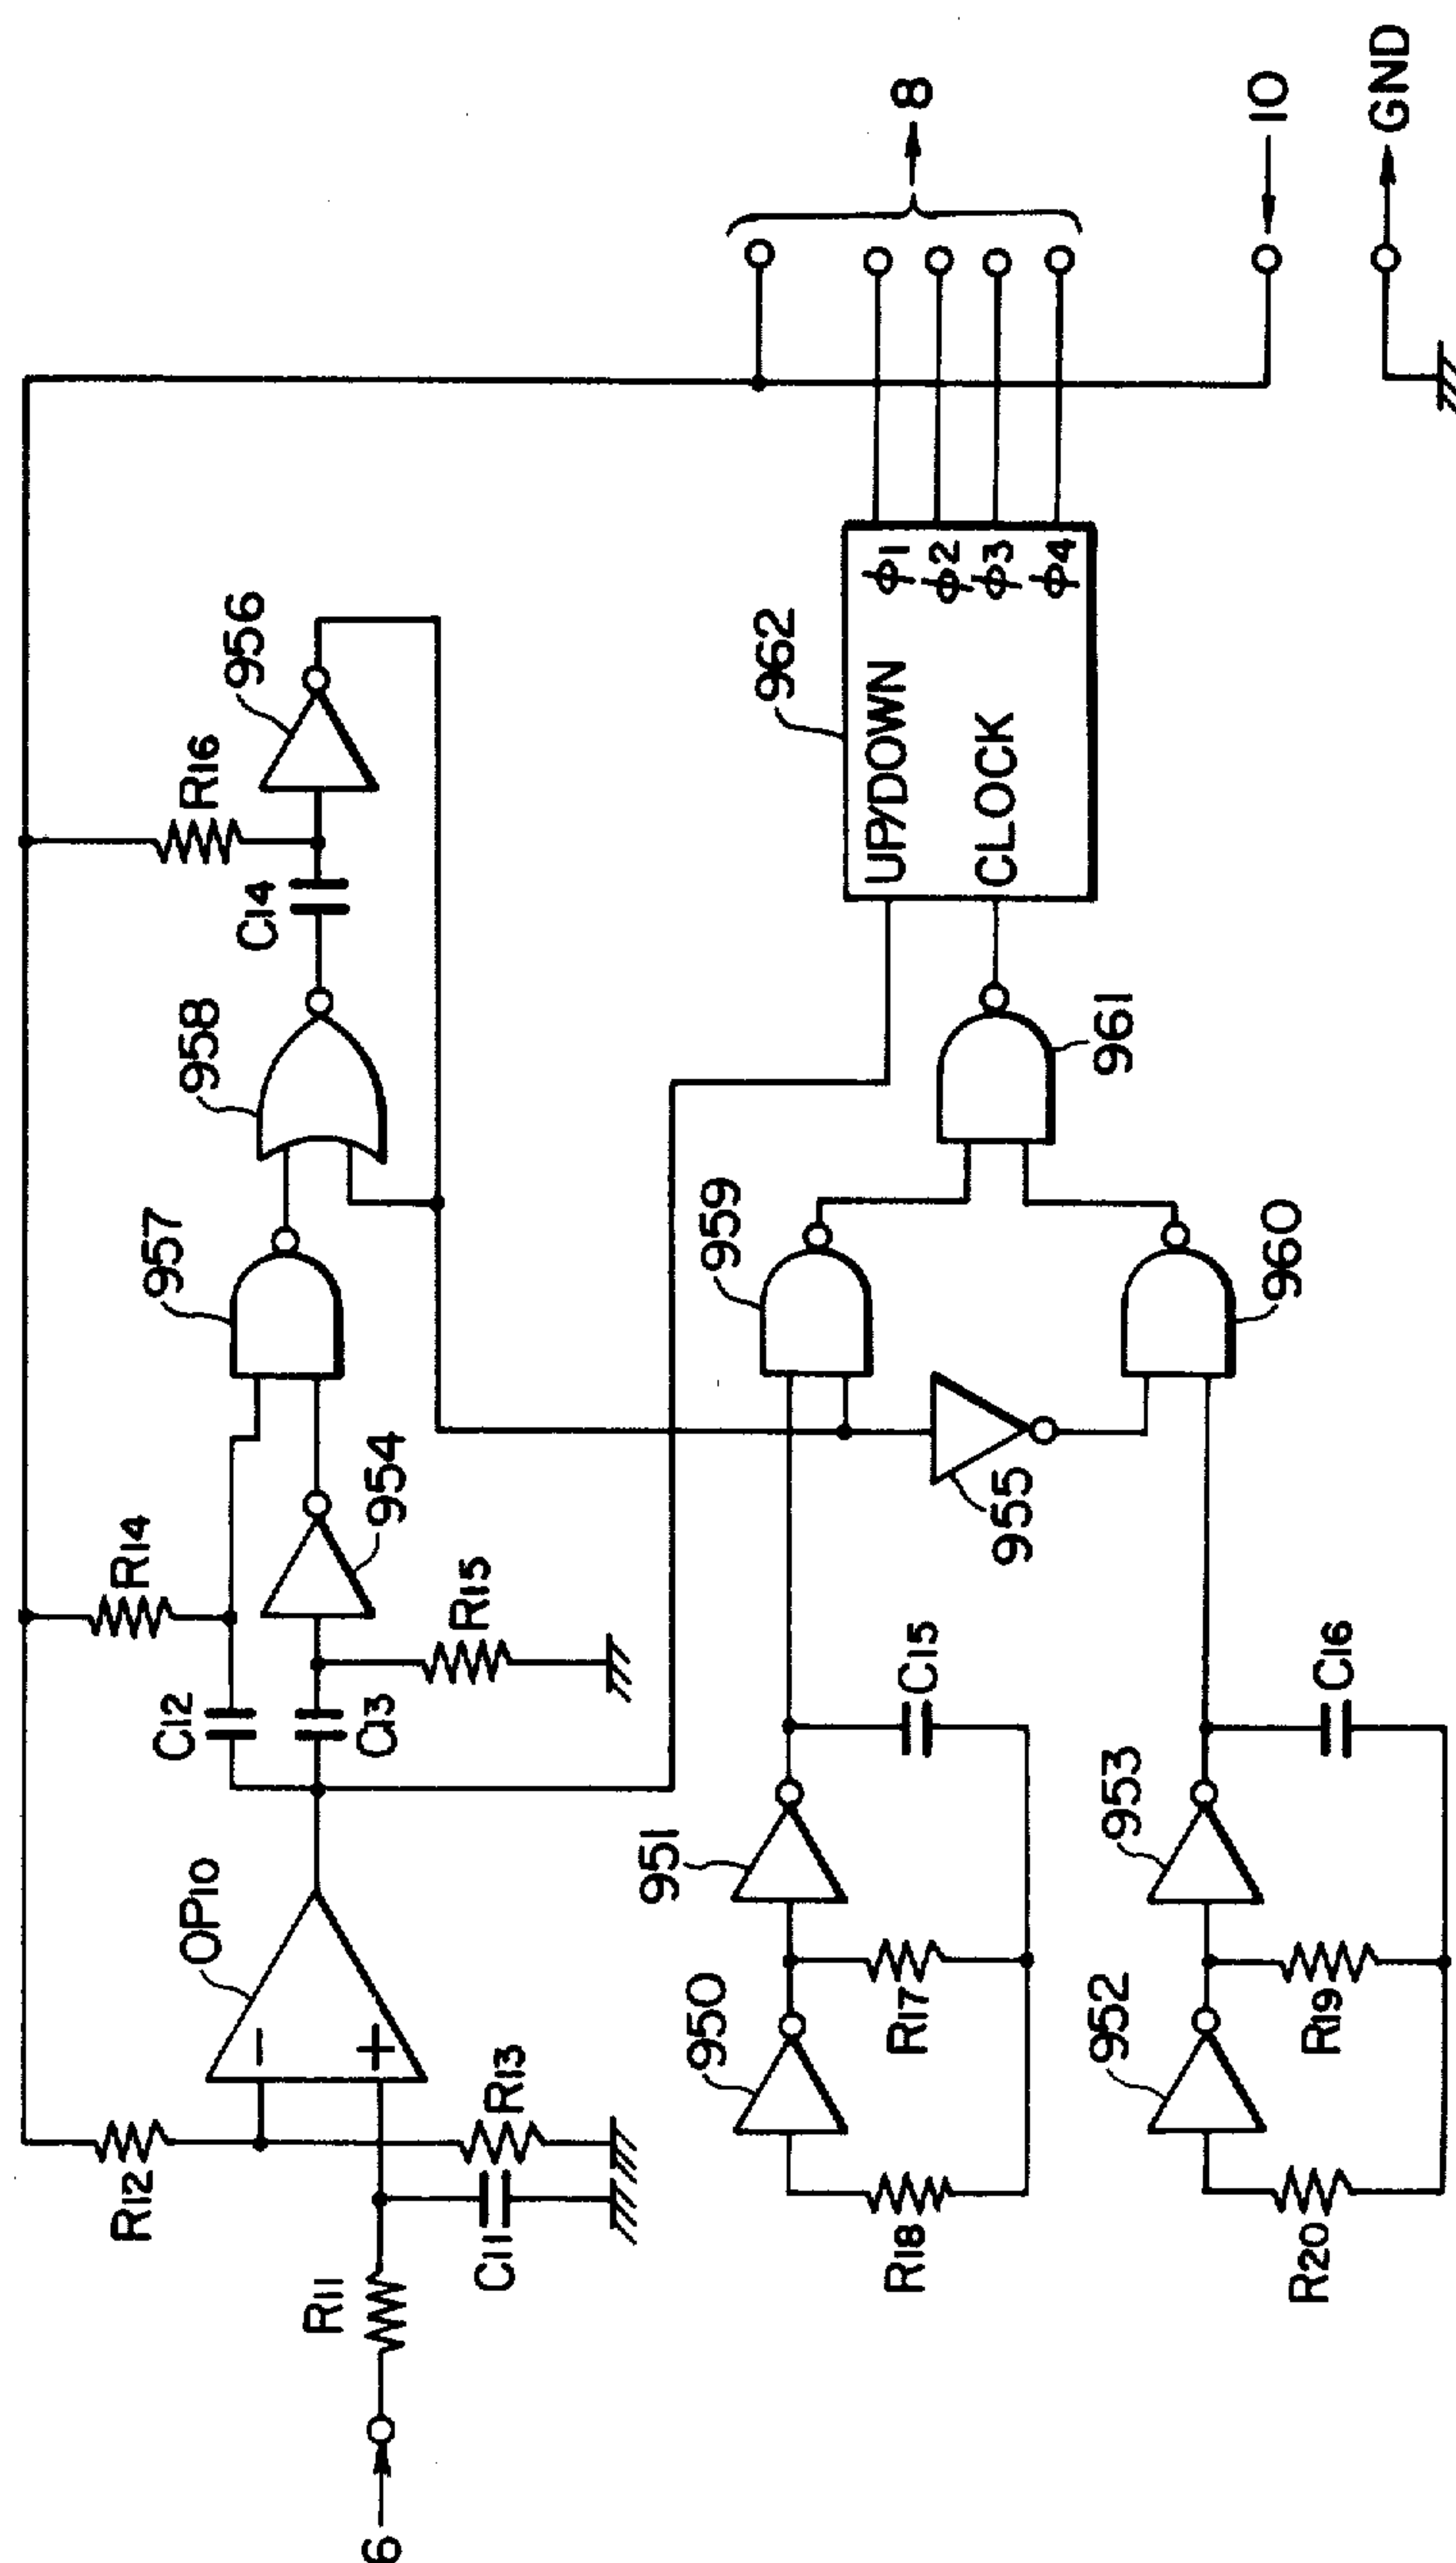 6
R11
C11
R12
R13
OP10
C12
C13
R14
R15
954
957
958
C14
R16
956
R18
950
R17
951
C15
R20
952
R19
953
C16
955
959
960
961
962
UP/DOWN
CLOCK
ϕ1
ϕ2
ϕ3
ϕ4
8
10
GND